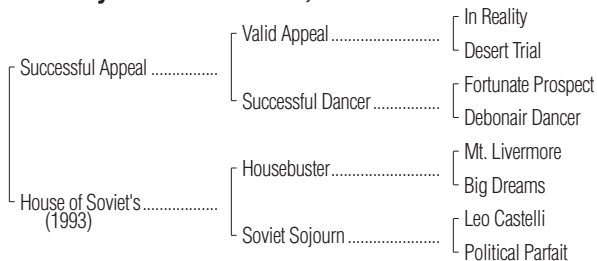 In Reality
Valid Appeal
Desert Trial
Successful Appeal
Fortunate Prospect
Successful Dancer
Debonair Dancer
Mt. Livermore
Housebuster
Big Dreams
House of Soviet's
(1993)
Leo Castelli
Soviet Sojourn
Political Parfait